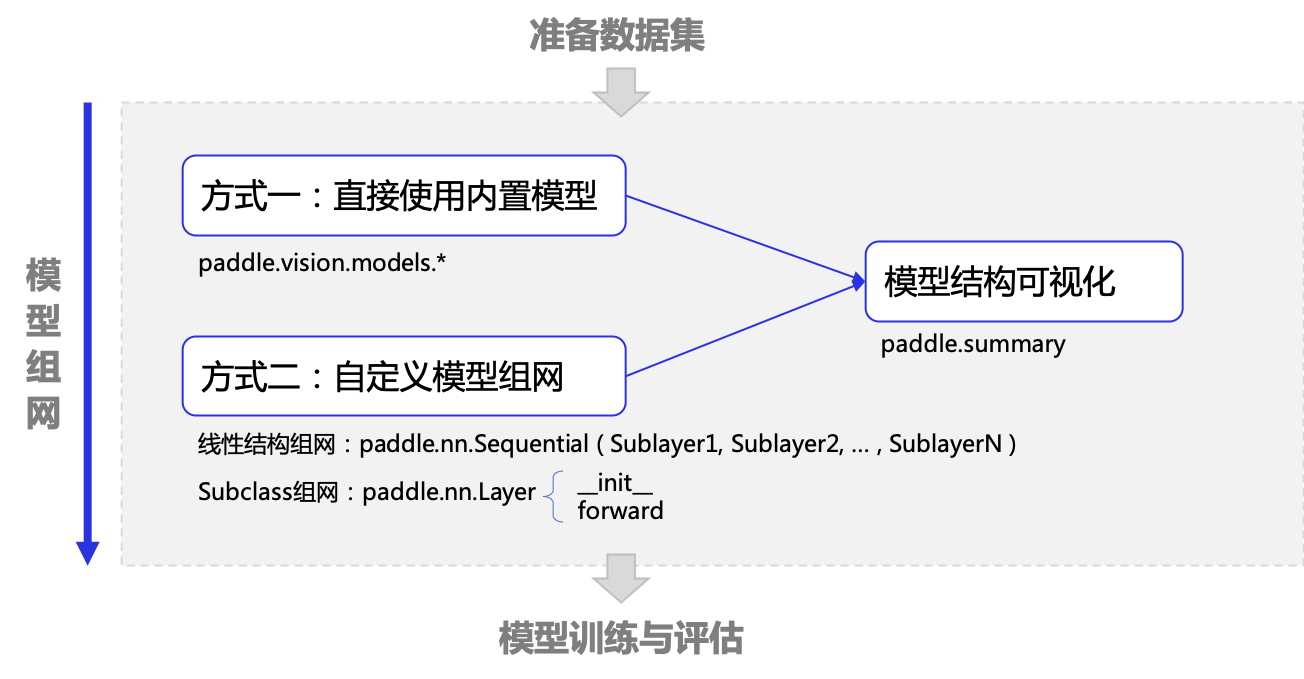 准备数据集
模型组网
方式一：直接使用内置模型
paddle.vision.models.*
模型结构可视化
paddle.summary
方式二：自定义模型组网
线性结构组网：paddle.nn.Sequential ( Sublayer1, Sublayer2, ... , SublayerN )
Subclass组网：paddle.nn.Layer
__init__
forward
模型训练与评估